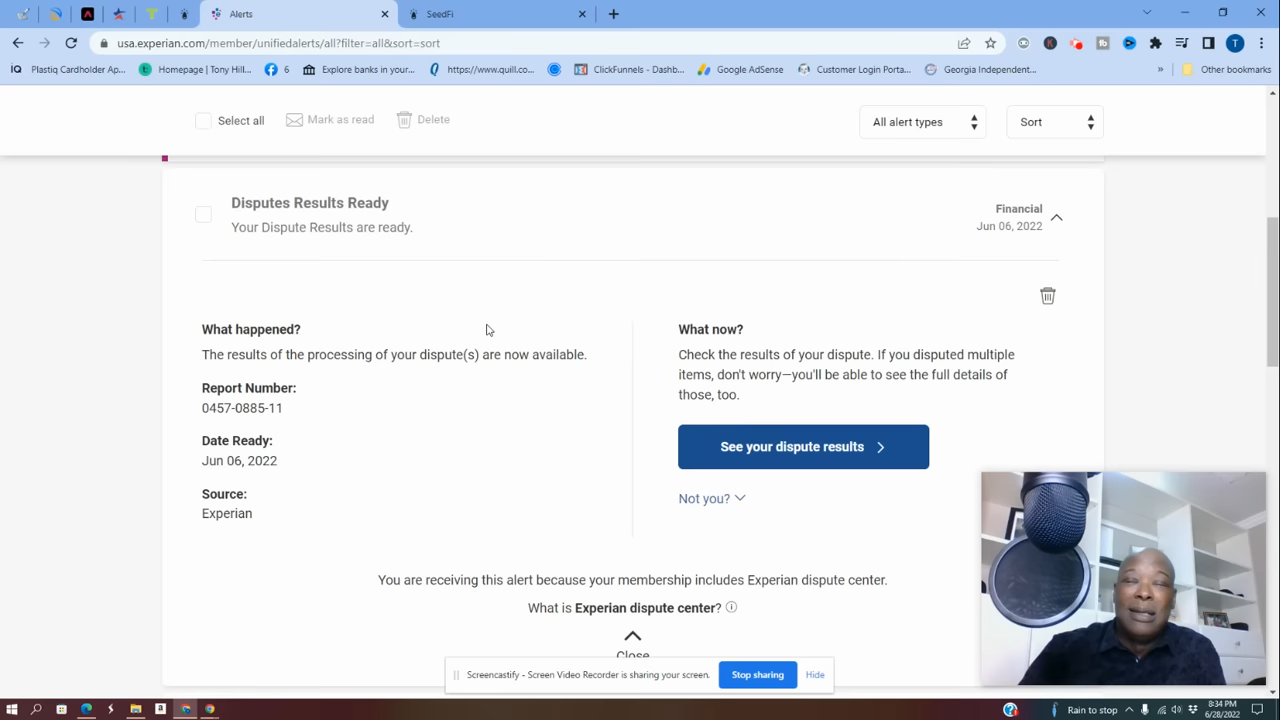 Alerts
SeedFi
usa.experian.com/member/unifiedalerts/all?filter=all&sort=sort
Plastiq Cardholder Ap...
Homepage | Tony Hill...
6
Explore banks in your...
https://www.quill.co...
ClickFunnels - Dashb...
Google AdSense
Customer Login Porta...
Georgia Independent...
»
Other bookmarks
Select all
Mark as read
Delete
All alert types
Sort
Disputes Results Ready
Your Dispute Results are ready.
Financial
Jun 06, 2022
What happened?
The results of the processing of your dispute(s) are now available.
Report Number:
0457-0885-11
Date Ready:
Jun 06, 2022
Source:
Experian
What now?
Check the results of your dispute. If you disputed multiple
items, don't worry—you'll be able to see the full details of
those, too.
See your dispute results
Not you?
You are receiving this alert because your membership includes Experian dispute center.
What is Experian dispute center?
Close
Screencastify - Screen Video Recorder is sharing your screen.
Stop sharing
Hide
Rain to stop
8:34 PM
6/28/2022